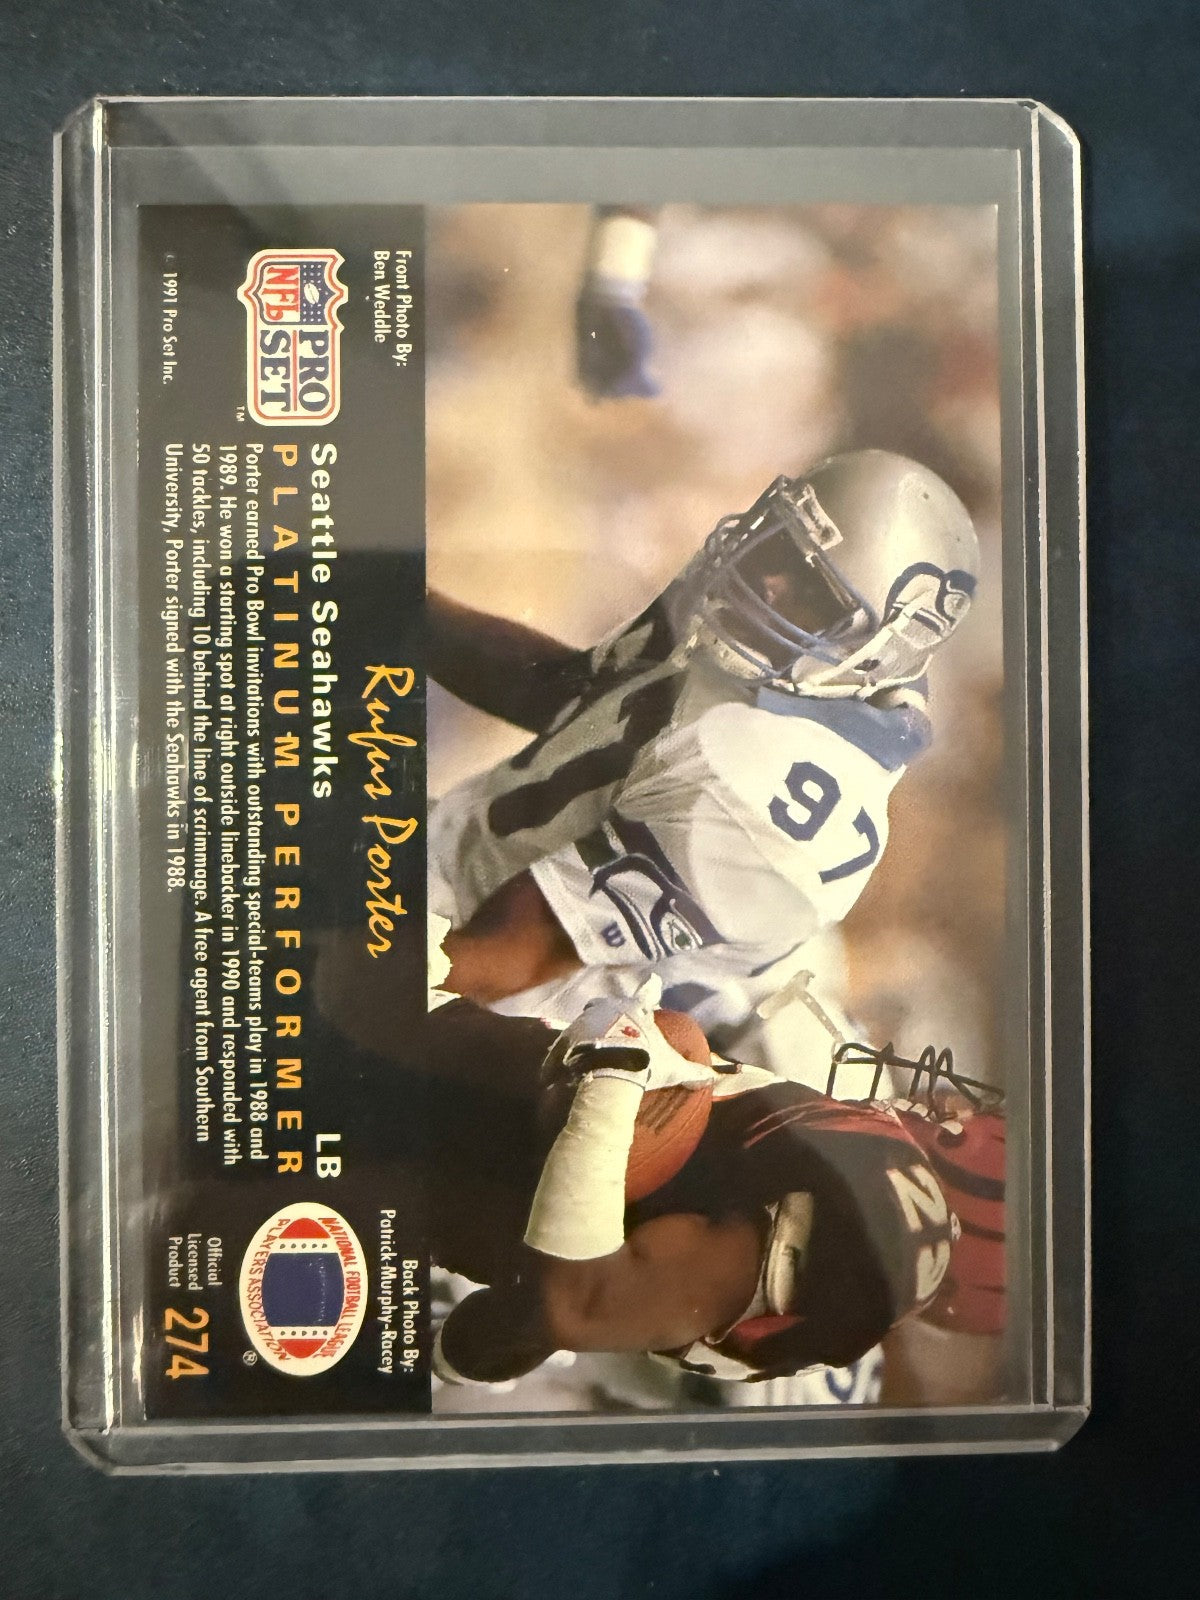 97
W
23
Rufus Porter
Front Photo By:
Ben Weddle
Back Photo By:
Patrick-Murphy-Racey
PRO
SET
NFL
TM
Seattle Seahawks LB
PLATINUM PERFORMER
Porter earned Pro Bowl invitations with outstanding special-teams play in 1988 and
1989. He won a starting spot at right outside linebacker in 1990 and responded with
50 tackles, including 10 behind the line of scrimmage. A free agent from Southern
University, Porter signed with the Seahawks in 1988.
© 1991 Pro Set Inc.
NATIONAL FOOTBALL LEAGUE
PLAYERS ASSOCIATION
®
Official
Licensed
Product
274